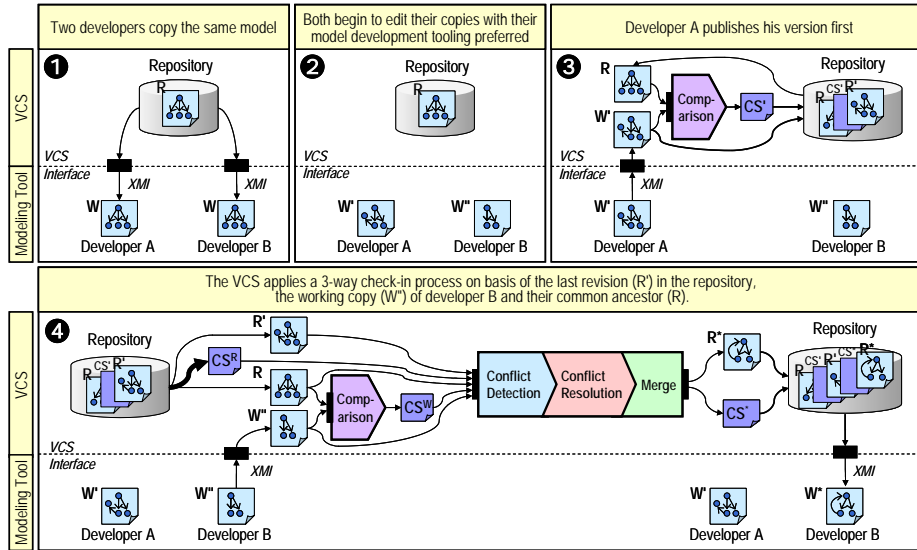 Two developers copy the same model
Both begin to edit their copies with their
model development tooling preferred
Developer A publishes his version first
VCS
Modeling Tool
1
Repository
R
VCS
Interface
XMI
XMI
W
W
Developer A
Developer B
2
Repository
R
W'
W"
Developer A
Developer B
3
Repository
R
W'
Comp-
arison
CS'
R
CS'
R'
VCS
Interface
XMI
W'
W"
Developer A
Developer B
The VCS applies a 3-way check-in process on basis of the last revision (R') in the repository,
the working copy (W") of developer B and their common ancestor (R).
VCS
Modeling Tool
4
Repository
R
CS'
R'
R'
CS^R
R
W"
Comp-
arison
CS^W
Conflict
Detection
Conflict
Resolution
Merge
R*
CS*
Repository
R
CS'
R'
CS*
R*
VCS
Interface
XMI
XMI
W'
Developer A
W"
Developer B
W'
Developer A
W*
Developer B